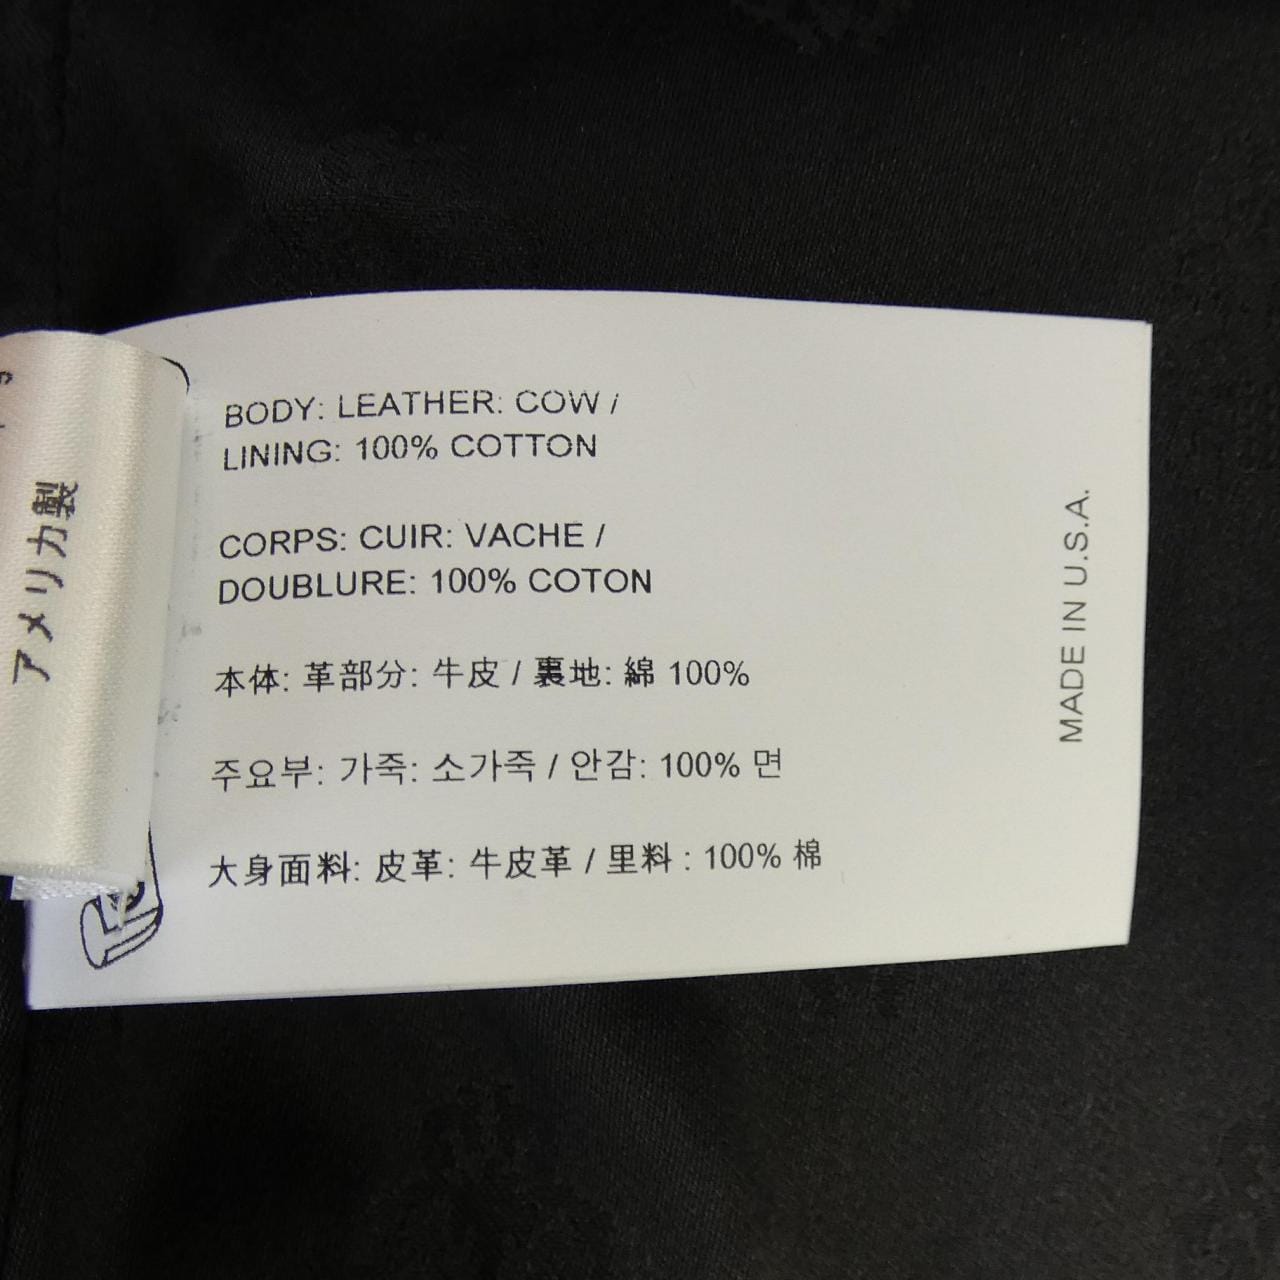 BODY: LEATHER: COW /
LINING: 100% COTTON
CORPS: CUIR: VACHE /
DOUBLURE: 100% COTON
本体: 革部分: 牛皮 / 裏地: 綿 100%
주요부: 가죽: 소가죽 / 안감: 100% 면
大身面料: 皮革: 牛皮革 / 里料 : 100% 棉
MADE IN U.S.A.
アメリカ製